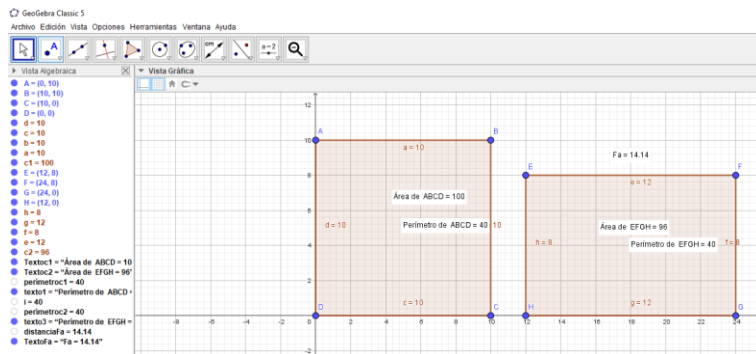 GeoGebra Classic 5
Archivo Edición Vista Opciones Herramientas Ventana Ayuda
A
a=2
Vista Algebraica
Vista Gráfica
A = (0, 10)
B = (10, 10)
C = (10, 0)
D = (0, 0)
d = 10
c = 10
b = 10
a = 10
c1 = 100
E = (12, 8)
F = (24, 8)
G = (24, 0)
H = (12, 0)
h = 8
g = 12
f = 8
e = 12
c2 = 96
Textoc1 = "Área de ABCD = 10
Textoc2 = "Área de EFGH = 96"
perimetroc1 = 40
texto1 = "Perímetro de ABCD
i = 40
perimetroc2 = 40
texto3 = "Perímetro de EFGH =
distanciaFa = 14.14
TextoFa = "Fa = 14.14"
12
A
B
10
a = 10
Fa = 14.14
E
F
8
e = 12
Área de ABCD = 100
6
d = 10
Perímetro de ABCD = 40
10
Área de EFGH = 96
4
h = 8
Perímetro de EFGH = 40
f = 8
2
D
c = 10
C
H
g = 12
G
-8 -6 -4 -2 0 2 4 6 8 10 12 14 16 18 20 22 24
-2